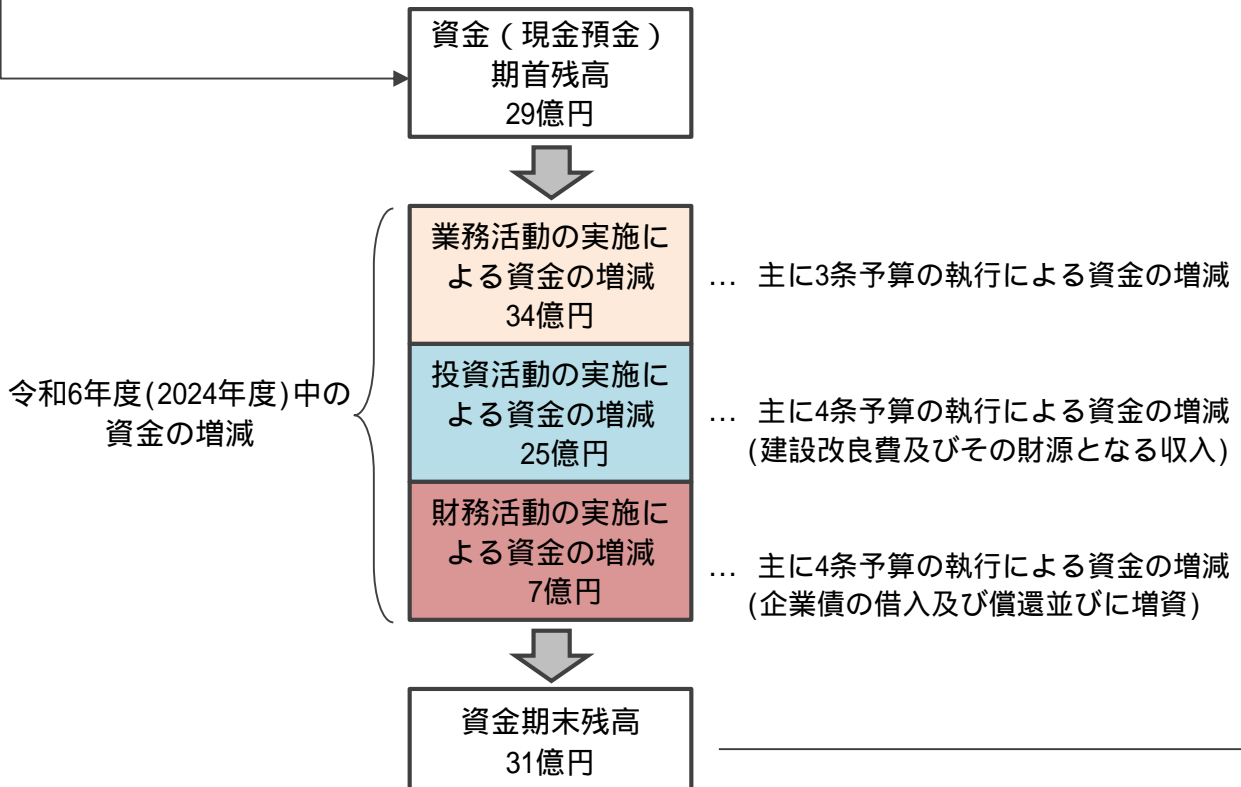 資金(現金預金)
期首残高
29億円
業務活動の実施に
よる資金の増減
34億円
… 主に3条予算の執行による資金の増減
令和6年度(2024年度)中の
資金の増減
投資活動の実施に
よる資金の増減
25億円
… 主に4条予算の執行による資金の増減
(建設改良費及びその財源となる収入)
財務活動の実施に
よる資金の増減
7億円
… 主に4条予算の執行による資金の増減
(企業債の借入及び償還並びに増資)
資金期末残高
31億円